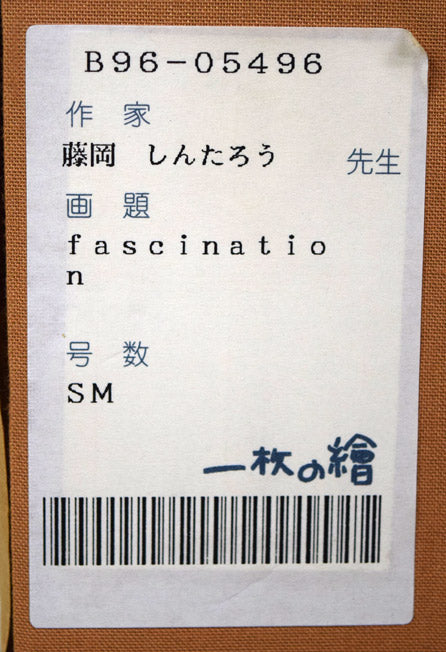 B96-05496
作家
藤岡 しんたろう 先生
画題
fascinatio
n
号数
SM
一枚の繪